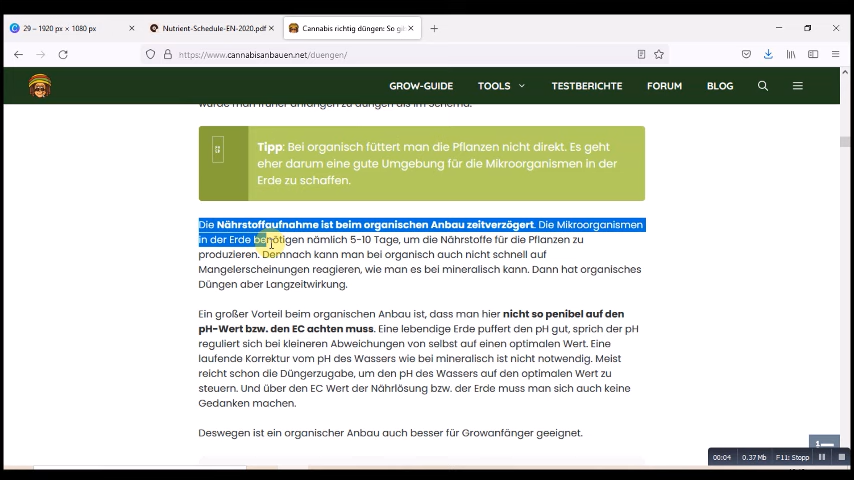 29 – 1920 px × 1080 px
Nutrient-Schedule-EN-2020.pdf
Cannabis richtig düngen: So gi
https://www.cannabisanbauen.net/duengen/
GROW-GUIDE
TOOLS
TESTBERICHTE
FORUM
BLOG
würde man früher anfangen zu düngen als im Schema.
Tipp: Bei organisch füttert man die Pflanzen nicht direkt. Es geht
eher darum eine gute Umgebung für die Mikroorganismen in der
Erde zu schaffen.
Die Nährstoffaufnahme ist beim organischen Anbau zeitverzögert. Die Mikroorganismen
in der Erde benötigen nämlich 5-10 Tage, um die Nährstoffe für die Pflanzen zu
produzieren. Demnach kann man bei organisch auch nicht schnell auf
Mangelerscheinungen reagieren, wie man es bei mineralisch kann. Dann hat organisches
Düngen aber Langzeitwirkung.
Ein großer Vorteil beim organischen Anbau ist, dass man hier nicht so penibel auf den
pH-Wert bzw. den EC achten muss. Eine lebendige Erde puffert den pH gut, sprich der pH
reguliert sich bei kleineren Abweichungen von selbst auf einen optimalen Wert. Eine
laufende Korrektur vom pH des Wassers wie bei mineralisch ist nicht notwendig. Meist
reicht schon die Düngerzugabe, um den pH des Wassers auf den optimalen Wert zu
steuern. Und über den EC Wert der Nährlösung bzw. der Erde muss man sich auch keine
Gedanken machen.
Deswegen ist ein organischer Anbau auch besser für Growanfänger geeignet.
00:04
0.37 Mb
F11: Stopp